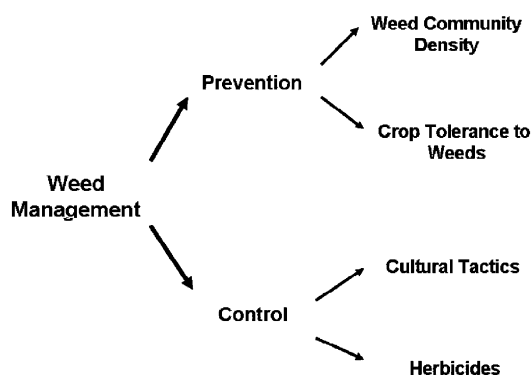 Weed Community
Density
Prevention
Crop Tolerance to
Weeds
Weed
Management
Cultural Tactics
Control
Herbicides